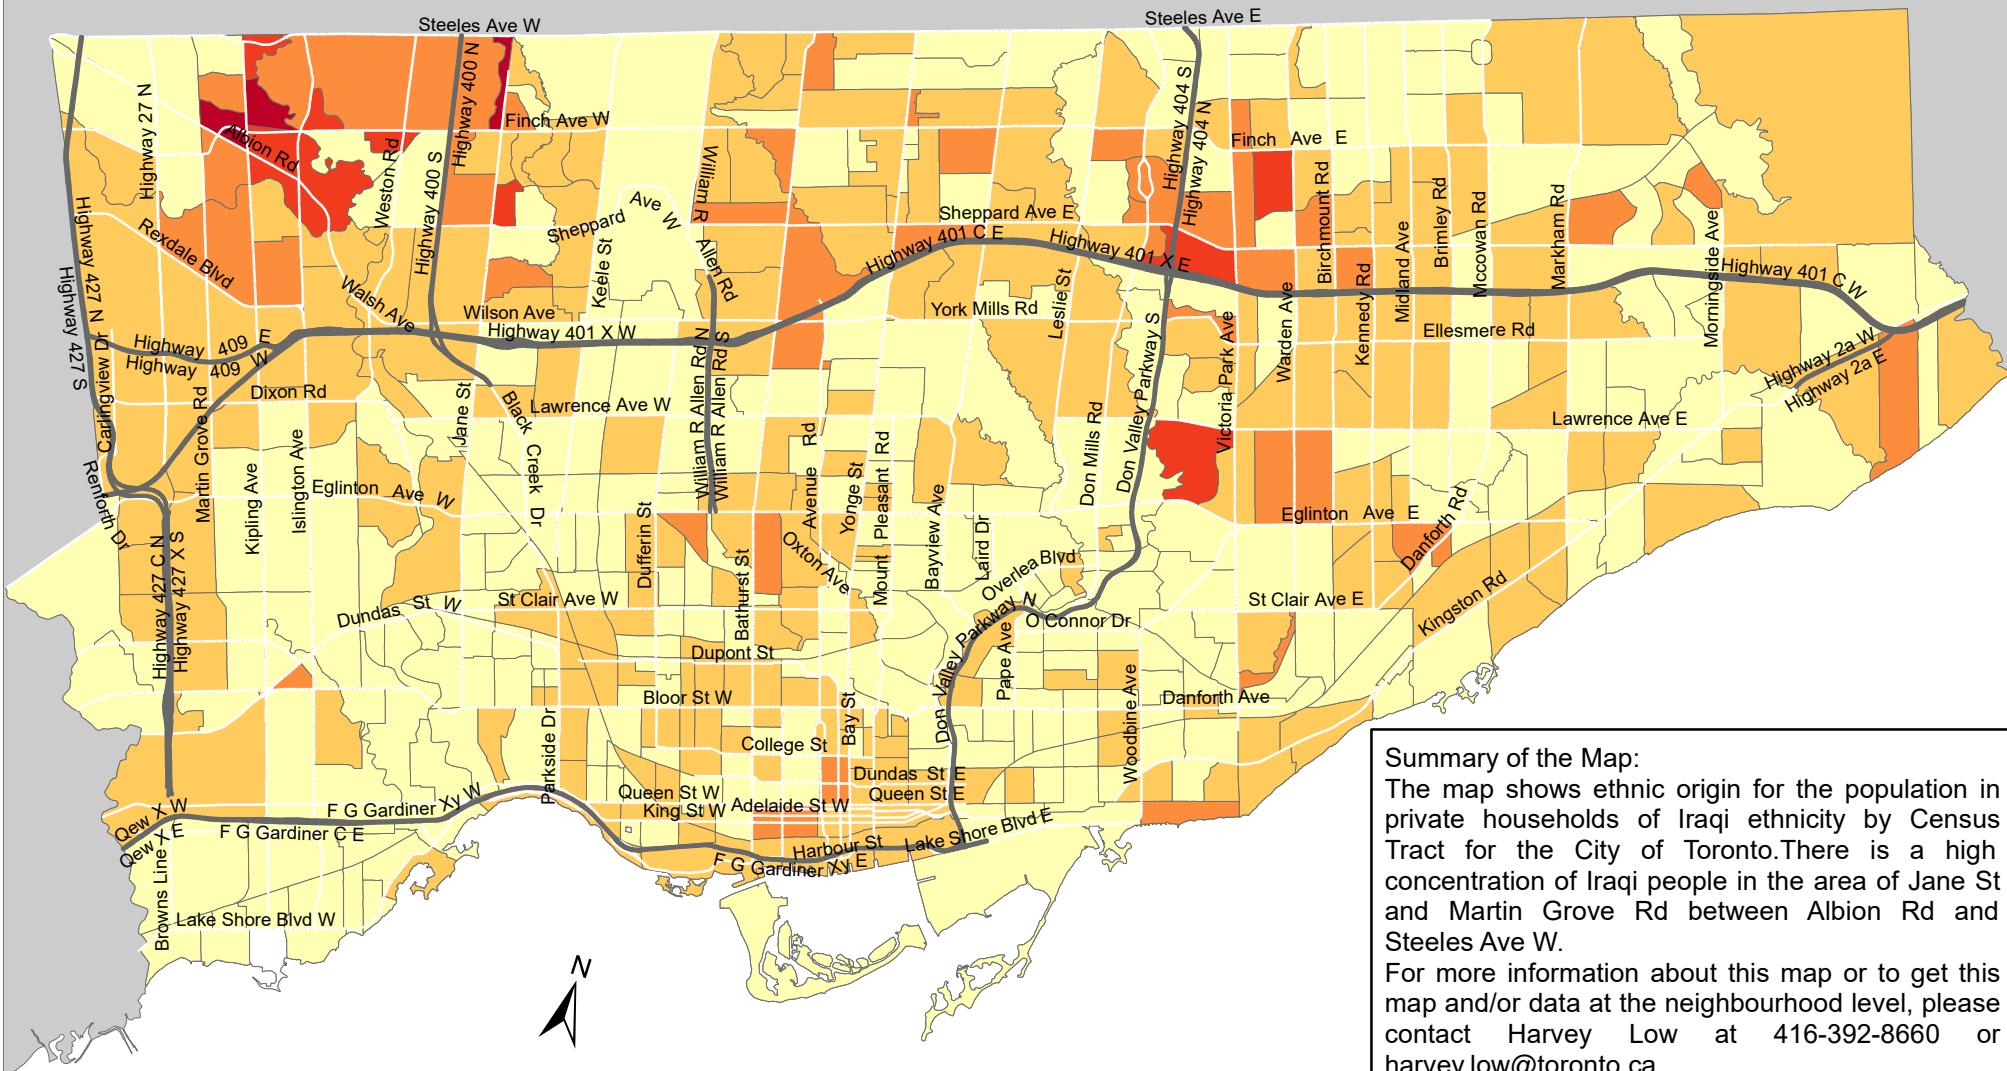 Steeles Ave W
Steeles Ave E
Highway 27 N
Highway 400 N
Highway 404 S
Highway 404 N
Albion Rd
Finch Ave W
Finch Ave E
Weston Rd
Highway 400 S
William R
Allen Rd
Sheppard Ave W
Sheppard Ave E
Keele St
Birchmount Rd
Midland Ave
Brimley Rd
Mccowan Rd
Markham Rd
Morningside Ave
Highway 427 N
Highway 427 S
Rexdale Blvd
Walsh Ave
Highway 401 C E
Highway 401 X E
Highway 401 C W
Leslie St
Wilson Ave
Highway 401 X W
York Mills Rd
Ellesmere Rd
Warden Ave
Kennedy Rd
Highway 409 E
Highway 409 W
Carlingview Dr
Highway 2a W
Highway 2a E
Dixon Rd
Martin Grove Rd
Jane St
Black Creek Dr
Lawrence Ave W
William R Allen Rd N
William R Allen Rd S
Lawrence Ave E
Victoria Park Ave
Don Valley Parkway S
Don Mills Rd
Renforth Dr
Kipling Ave
Islington Ave
Eglinton Ave W
Avenue Rd
Yonge St
Mount Pleasant Rd
Bayview Ave
Laird Dr
Eglinton Ave E
Danforth Rd
Dufferin St
Bathurst St
Oxton Ave
Overlea Blvd
Highway 427 C N
Highway 427 X S
Dundas St W
St Clair Ave W
St Clair Ave E
Kingston Rd
O Connor Dr
Don Valley Parkway N
Pape Ave
Dupont St
Bloor St W
Danforth Ave
Woodbine Ave
Parkside Dr
Bay St
College St
Dundas St E
Queen St W
Queen St E
King St W
Adelaide St W
Qew X W
Qew X E
F G Gardiner Xy W
F G Gardiner C E
Harbour St
Lake Shore Blvd E
F G Gardiner Xy E
Browns Line
Lake Shore Blvd W
N
Summary of the Map:
The map shows ethnic origin for the population in
private households of Iraqi ethnicity by Census
Tract for the City of Toronto.There is a high
concentration of Iraqi people in the area of Jane St
and Martin Grove Rd between Albion Rd and
Steeles Ave W.
For more information about this map or to get this
map and/or data at the neighbourhood level, please
contact Harvey Low at 416-392-8660 or
harvey.low@toronto.ca